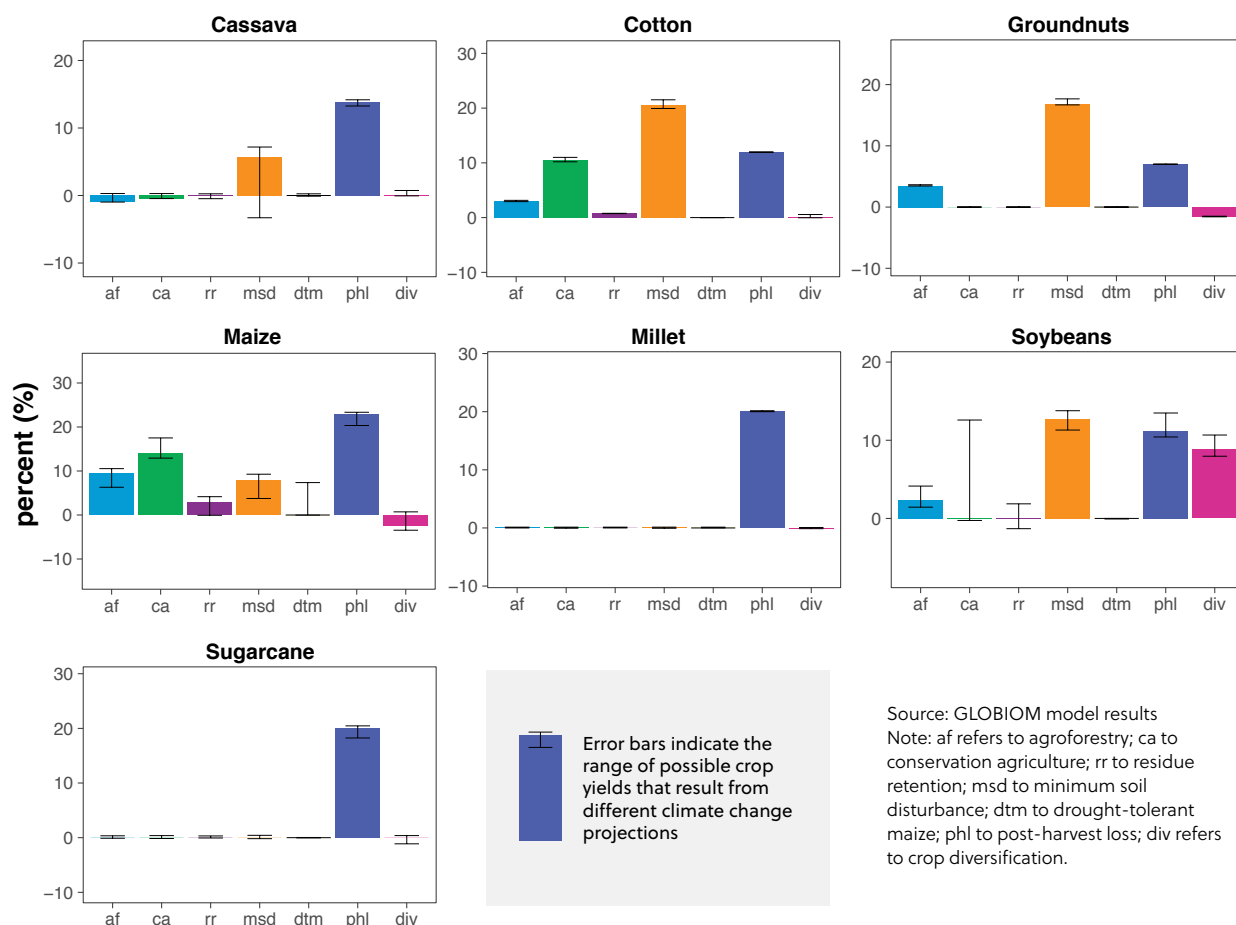 Cassava
20
10
0
−10
af ca rr msd dtm phl div
Cotton
30
20
10
0
−10
af ca rr msd dtm phl div
Groundnuts
20
10
0
−10
af ca rr msd dtm phl div
percent (%)
Maize
30
20
10
0
−10
af ca rr msd dtm phl div
Millet
30
20
10
0
−10
af ca rr msd dtm phl div
Soybeans
20
10
0
af ca rr msd dtm phl div
Sugarcane
30
20
10
0
−10
af ca rr msd dtm phl div
Error bars indicate the
range of possible crop
yields that result from
different climate change
projections
Source: GLOBIOM model results
Note: af refers to agroforestry; ca to
conservation agriculture; rr to residue
retention; msd to minimum soil
disturbance; dtm to drought-tolerant
maize; phl to post-harvest loss; div refers
to crop diversification.